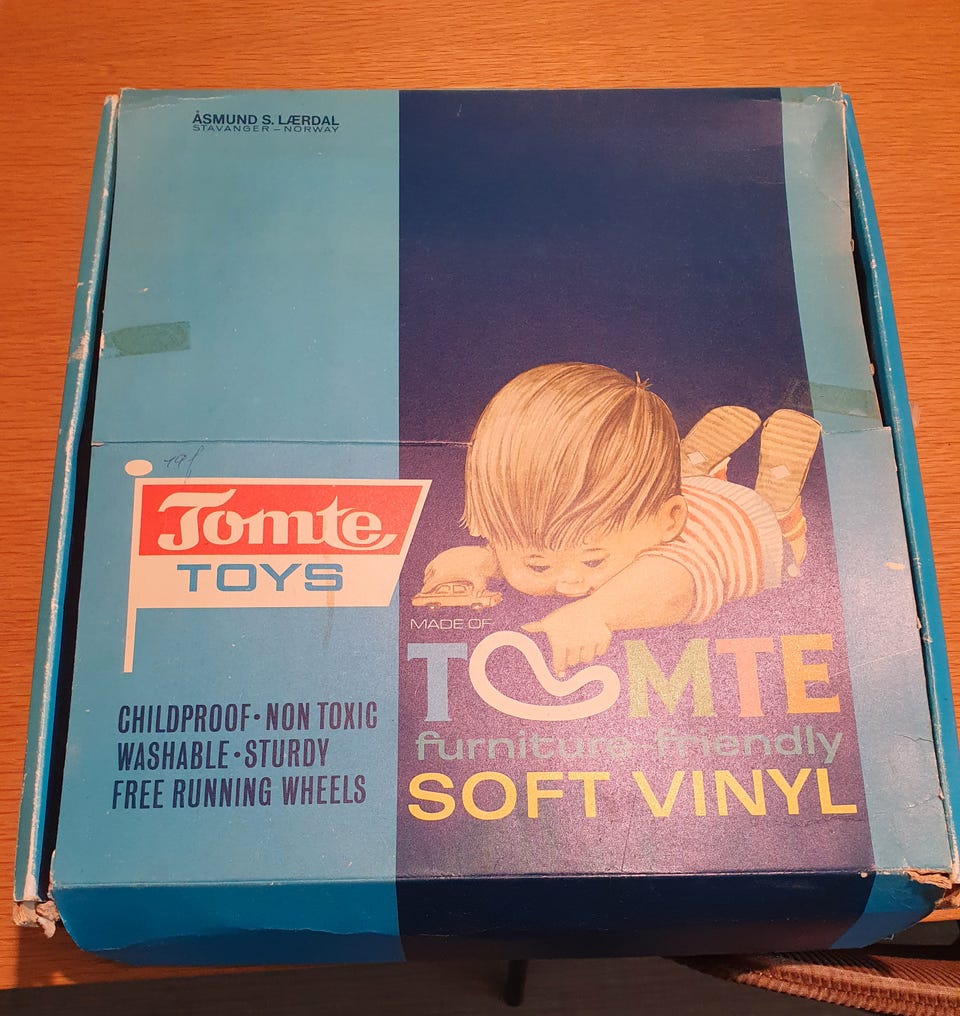 ÅSMUND S. LÆRDAL
STAVANGER – NORWAY
Tomte
TOYS
CHILDPROOF • NON TOXIC
WASHABLE • STURDY
FREE RUNNING WHEELS
MADE OF
TOMTE
furniture-friendly
SOFT VINYL